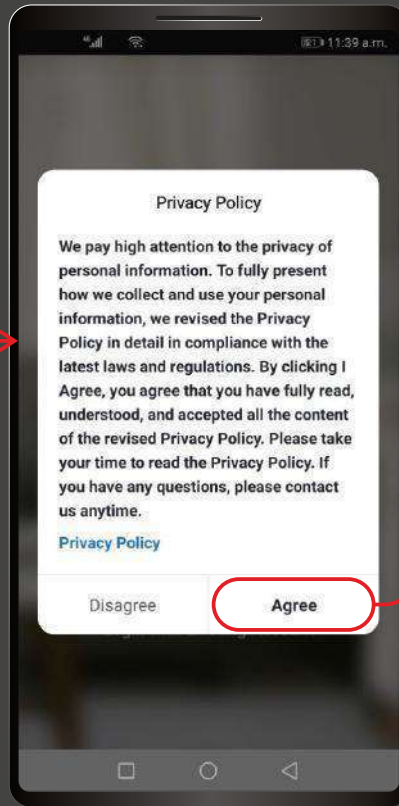 11:39 a.m.
Privacy Policy
We pay high attention to the privacy of
personal information. To fully present
how we collect and use your personal
information, we revised the Privacy
Policy in detail in compliance with the
latest laws and regulations. By clicking I
Agree, you agree that you have fully read,
understood, and accepted all the content
of the revised Privacy Policy. Please take
your time to read the Privacy Policy. If
you have any questions, please contact
us anytime.
Privacy Policy
Disagree Agree